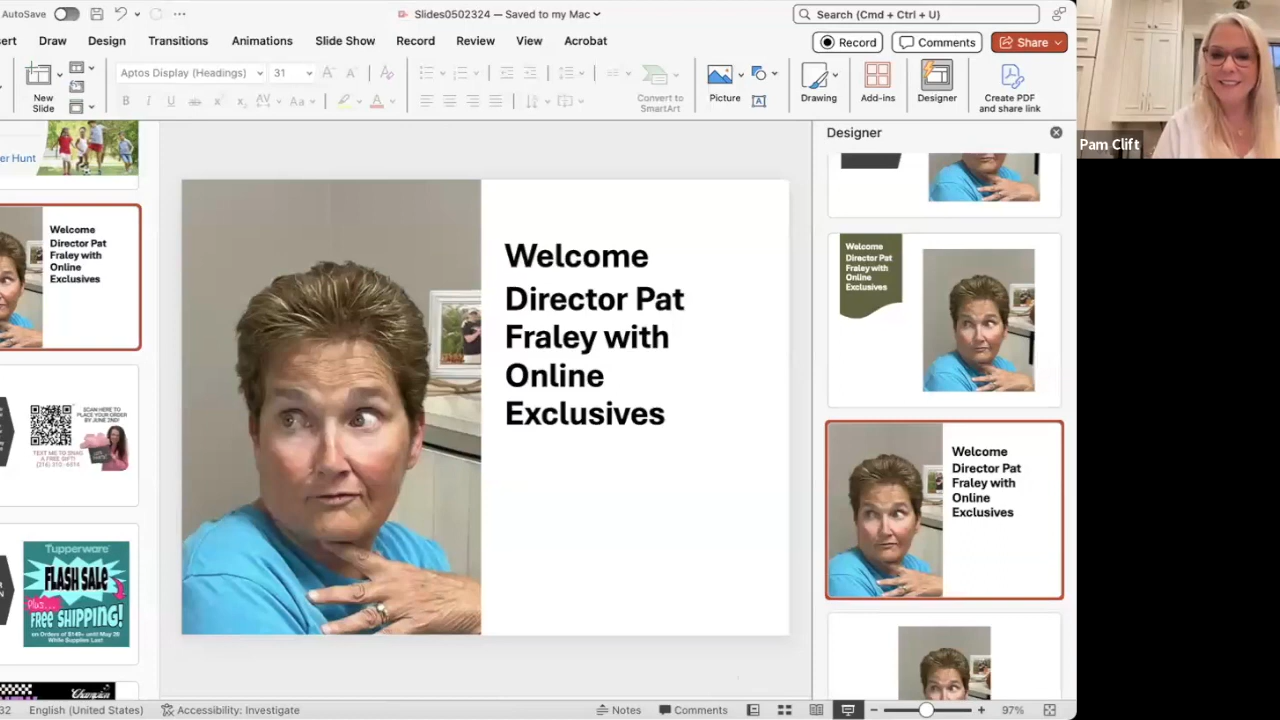 AutoSave
Slides0502324 — Saved to my Mac
Search (Cmd + Ctrl + U)
Draw
Design
Transitions
Animations
Slide Show
Record
Review
View
Acrobat
Record
Comments
Share
New
Slide
Aptos Display (Headings)
31
Convert to
SmartArt
Picture
Drawing
Add-ins
Designer
Create PDF
and share link
er Hunt
Welcome
Director Pat
Fraley with
Online
Exclusives
SCAN HERE TO
PLACE YOUR ORDER
BY JUNE 2ND!
TEXT ME TO SNAG
A FREE GIFT!
Tupperware
FLASH SALE
Plus...
FREE SHIPPING!
on Orders of $149+ until May 26
While Supplies Last
Champion
Welcome
Director Pat
Fraley with
Online
Exclusives
Designer
Welcome
Director Pat
Fraley with
Online
Exclusives
Welcome
Director Pat
Fraley with
Online
Exclusives
Pam Clift
32
English (United States)
Accessibility: Investigate
Notes
Comments
97%